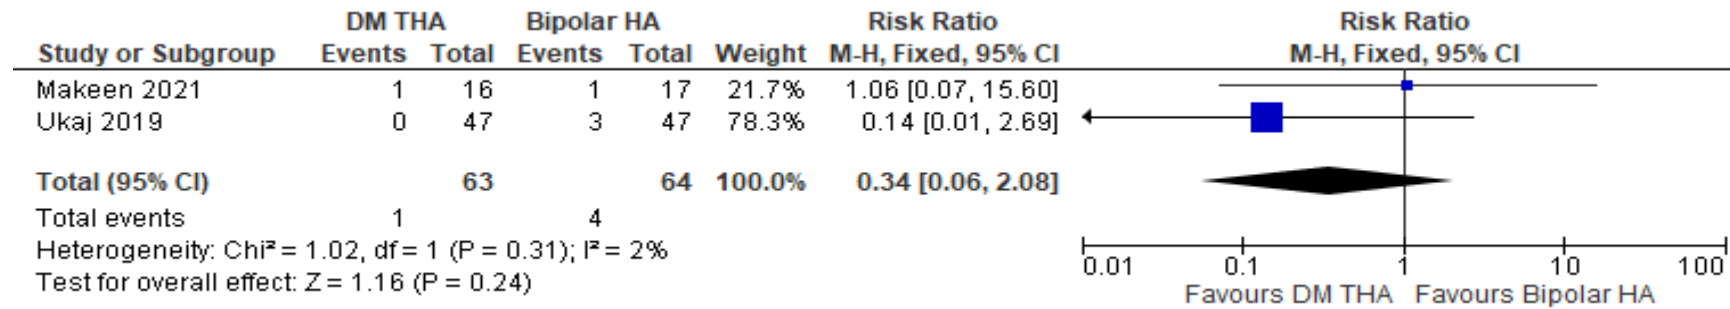 DM THA Bipolar HA Risk Ratio Risk Ratio
Study or Subgroup Events Total Events Total Weight M-H, Fixed, 95% CI M-H, Fixed, 95% CI
Makeen 2021 1 16 1 17 21.7% 1.06 [0.07, 15.60]
Ukaj 2019 0 47 3 47 78.3% 0.14 [0.01, 2.69]
Total (95% CI) 63 64 100.0% 0.34 [0.06, 2.08]
Total events 1 4
Heterogeneity: Chi² = 1.02, df = 1 (P = 0.31); I² = 2%
Test for overall effect: Z = 1.16 (P = 0.24)
0.01 0.1 1 10 100
Favours DM THA Favours Bipolar HA